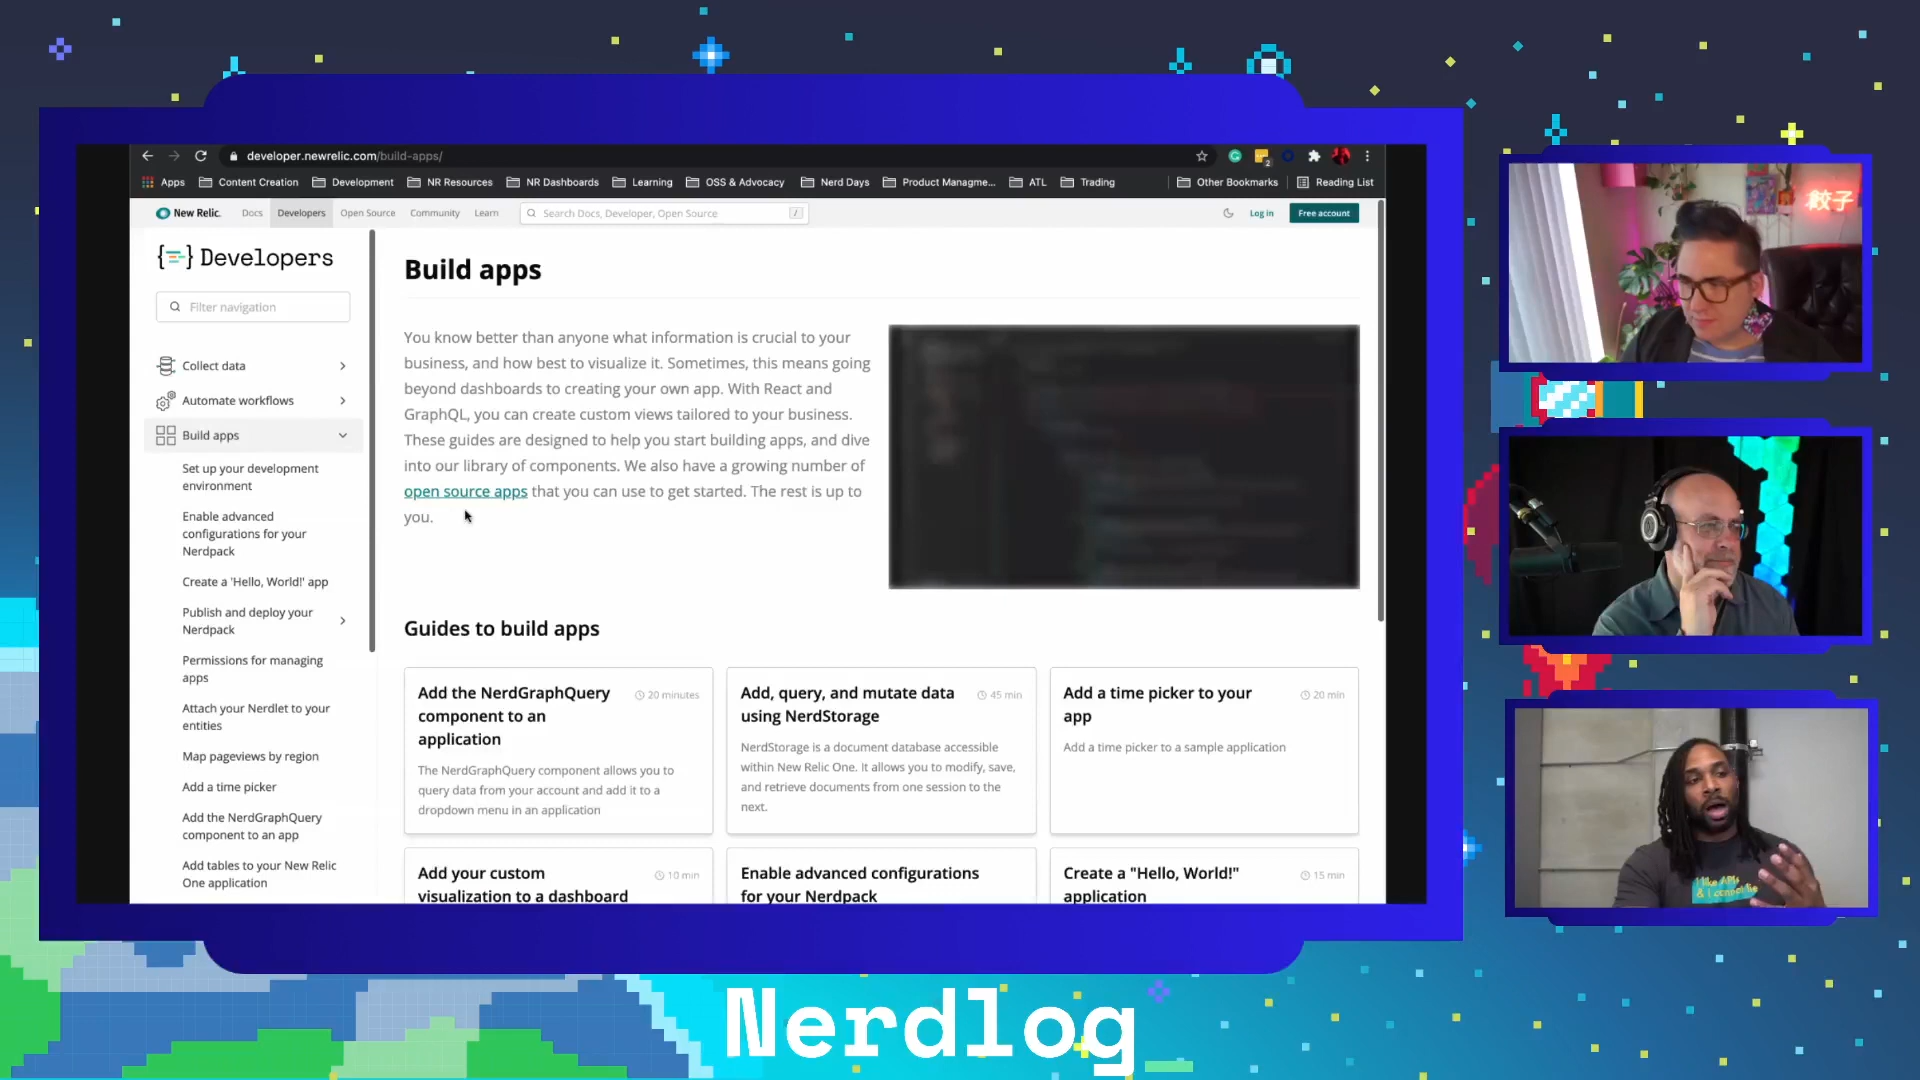 developer.newrelic.com/build-apps/
Apps
Content Creation
Development
NR Resources
NR Dashboards
Learning
OSS & Advocacy
Nerd Days
Product Managme...
ATL
Trading
Other Bookmarks
Reading List
New Relic.
Docs
Developers
Open Source
Community
Learn
Search Docs, Developer, Open Source
/
Log in
Free account
{ } Developers
Filter navigation
Collect data
Automate workflows
Build apps
Set up your development
environment
Enable advanced
configurations for your
Nerdpack
Create a 'Hello, World!' app
Publish and deploy your
Nerdpack
Permissions for managing
apps
Attach your Nerdlet to your
entities
Map pageviews by region
Add a time picker
Add the NerdGraphQuery
component to an app
Add tables to your New Relic
One application
Build apps
You know better than anyone what information is crucial to your
business, and how best to visualize it. Sometimes, this means going
beyond dashboards to creating your own app. With React and
GraphQL, you can create custom views tailored to your business.
These guides are designed to help you start building apps, and dive
into our library of components. We also have a growing number of
open source apps that you can use to get started. The rest is up to
you.
Guides to build apps
Add the NerdGraphQuery
component to an
application
20 minutes
The NerdGraphQuery component allows you to
query data from your account and add it to a
dropdown menu in an application
Add, query, and mutate data
using NerdStorage
45 min
NerdStorage is a document database accessible
within New Relic One. It allows you to modify, save,
and retrieve documents from one session to the
next.
Add a time picker to your
app
20 min
Add a time picker to a sample application
Add your custom
visualization to a dashboard
10 min
Enable advanced configurations
for your Nerdpack
Create a "Hello, World!"
application
15 min
餃子
I like APIs
Nerdlog